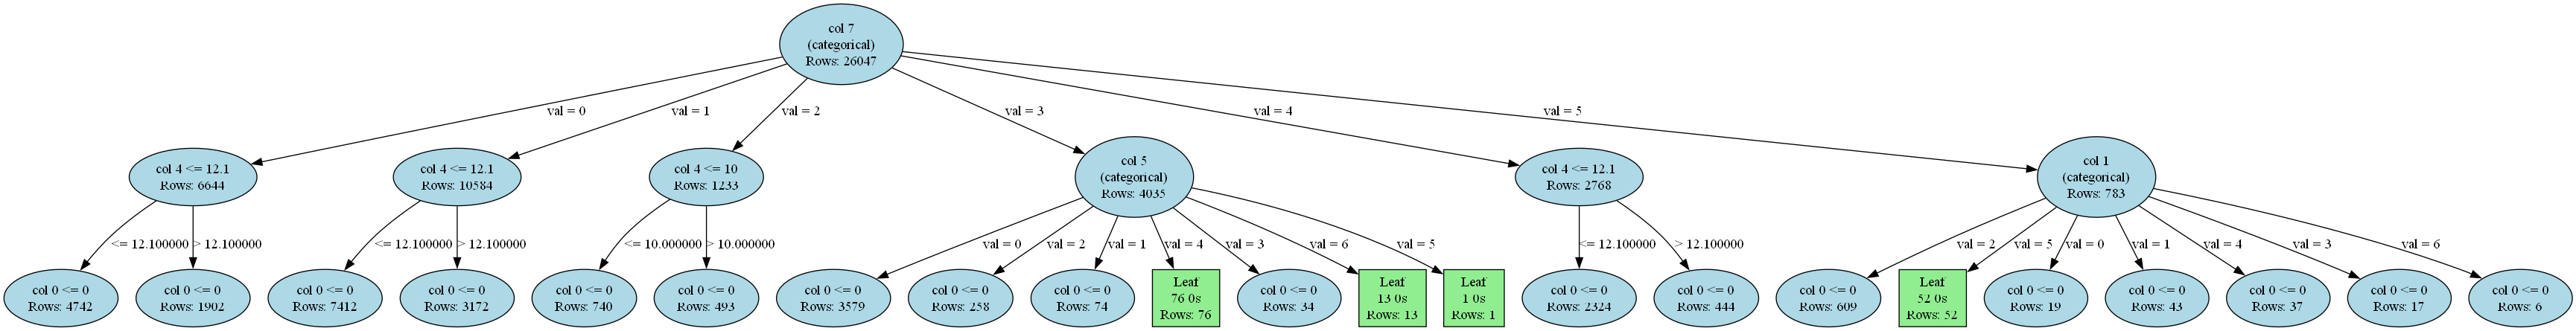 col 7
(categorical)
Rows: 26047
val = 0
val = 1
val = 2
val = 3
val = 4
val = 5
col 4 <= 12.1
Rows: 6644
col 4 <= 12.1
Rows: 10584
col 4 <= 10
Rows: 1233
col 5
(categorical)
Rows: 4035
col 4 <= 12.1
Rows: 2768
col 1
(categorical)
Rows: 783
<= 12.100000
> 12.100000
<= 12.100000
> 12.100000
<= 10.000000
> 10.000000
val = 0
val = 2
val = 1
val = 4
val = 3
val = 6
val = 5
<= 12.100000
> 12.100000
val = 2
val = 5
val = 0
val = 1
val = 4
val = 3
val = 6
col 0 <= 0
Rows: 4742
col 0 <= 0
Rows: 1902
col 0 <= 0
Rows: 7412
col 0 <= 0
Rows: 3172
col 0 <= 0
Rows: 740
col 0 <= 0
Rows: 493
col 0 <= 0
Rows: 3579
col 0 <= 0
Rows: 258
col 0 <= 0
Rows: 74
Leaf
76 0s
Rows: 76
col 0 <= 0
Rows: 34
Leaf
13 0s
Rows: 13
Leaf
1 0s
Rows: 1
col 0 <= 0
Rows: 2324
col 0 <= 0
Rows: 444
col 0 <= 0
Rows: 609
Leaf
52 0s
Rows: 52
col 0 <= 0
Rows: 19
col 0 <= 0
Rows: 43
col 0 <= 0
Rows: 37
col 0 <= 0
Rows: 17
col 0 <= 0
Rows: 6